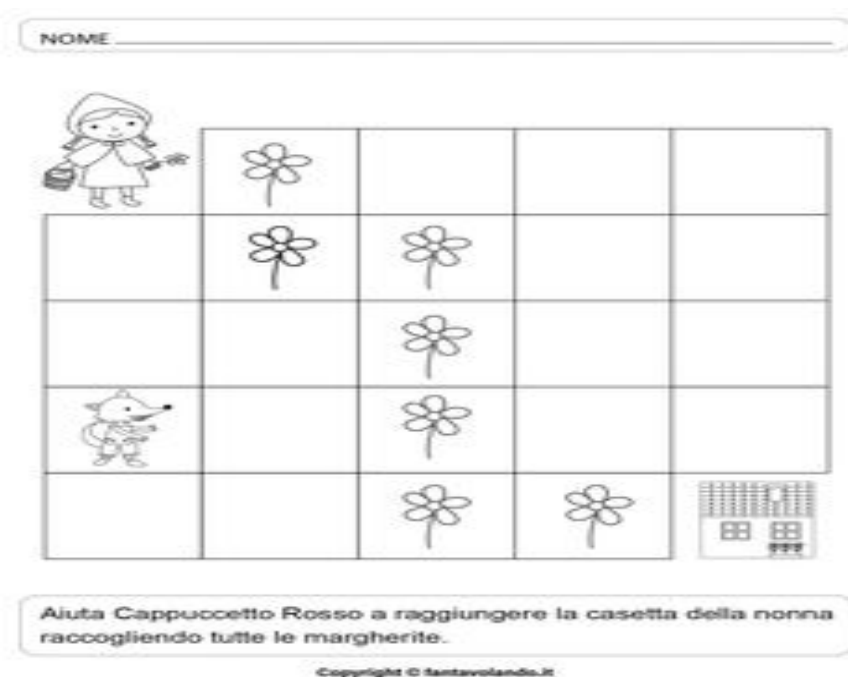 NOME
Aiuta Cappuccetto Rosso a raggiungere la casetta della nonna
raccogliendo tutte le margherite.
Copyright © fantavolando.it